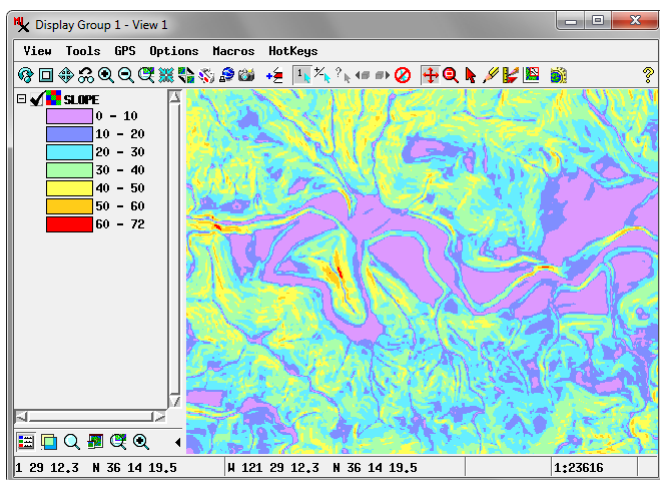 Display Group 1 - View 1
View Tools GPS Options Macros HotKeys
SLOPE
0 - 10
10 - 20
20 - 30
30 - 40
40 - 50
50 - 60
60 - 72
1 29 12.3 N 36 14 19.5 W 121 29 12.3 N 36 14 19.5 1:23616